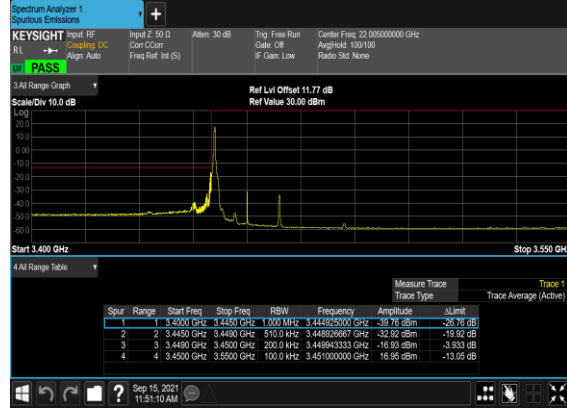 Spectrum Analyzer 1
Spurious Emissions
+
KEYSIGHT Input: RF Input Z: 50 Ω Atten: 30 dB Trig: Free Run Center Freq: 22.005000000 GHz
RL Coupling: DC Corr CCorr Gate: Off Avg|Hold: 100/100
Align: Auto Freq Ref: Int (S) IF Gain: Low Radio Std: None
PASS
3 All Range Graph
Ref Lvl Offset 11.77 dB
Scale/Div 10.0 dB Ref Value 30.00 dBm
Log
20.0
10.0
0.00
-10.0
-20.0
-30.0
-40.0
-50.0
-60.0
Start 3.400 GHz Stop 3.550 GHz
4 All Range Table
Measure Trace Trace 1
Trace Type Trace Average (Active)
Spur Range Start Freq Stop Freq RBW Frequency Amplitude ΔLimit
1 1 3.4000 GHz 3.4450 GHz 1.000 MHz 3.444925000 GHz -39.76 dBm -26.76 dB
2 2 3.4450 GHz 3.4490 GHz 510.0 kHz 3.448926667 GHz -32.92 dBm -19.92 dB
3 3 3.4490 GHz 3.4500 GHz 200.0 kHz 3.449943333 GHz -16.93 dBm -3.933 dB
4 4 3.4500 GHz 3.5500 GHz 100.0 kHz 3.451000000 GHz 16.95 dBm -13.05 dB
? Sep 15, 2021
11:51:10 AM